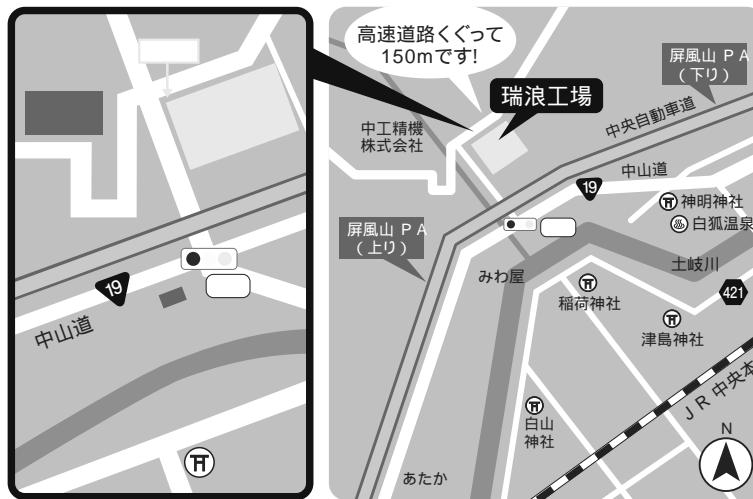 19
中山道
高速道路くぐって
150mです!
瑞浪工場
中工精機
株式会社
屏風山 PA
(下り)
中央自動車道
中山道
19
神明神社
白狐温泉
屏風山 PA
(上り)
みわ屋
土岐川
稲荷神社
421
津島神社
JR中央本
白山
神社
あたか
N